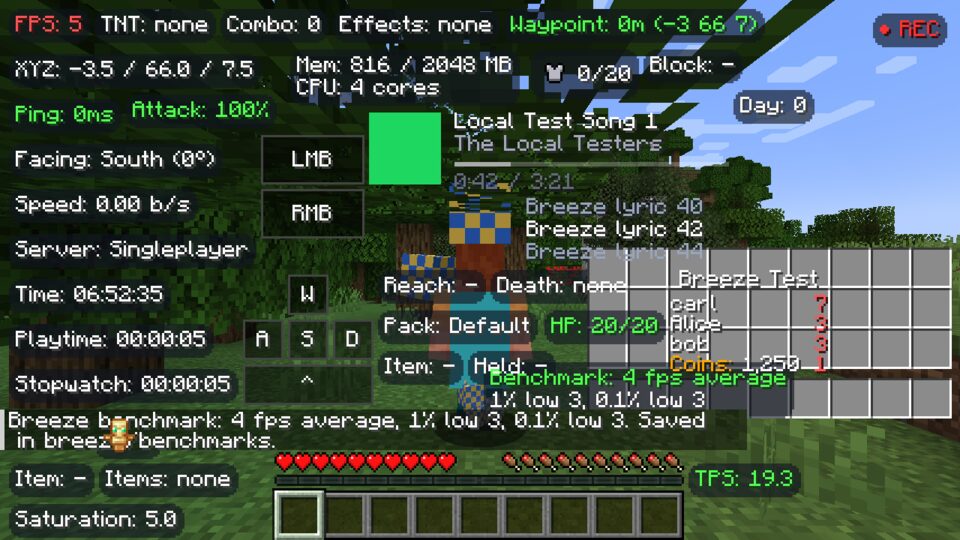 FPS: 5 TNT: none Combo: 0 Effects: none Waypoint: 0m (-3 66 7)
● REC
XYZ: -3.5 / 66.0 / 7.5
Mem: 816 / 2048 MB
CPU: 4 cores
0/20
Block: -
Day: 0
Ping: 0ms
Attack: 100%
Local Test Song 1
The Local Testers
0:42 / 3:21
Facing: South (0°)
LMB
Speed: 0.00 b/s
RMB
Breeze lyric 40
Breeze lyric 42
Breeze lyric 44
Server: Singleplayer
Reach: - Death: none
Breeze Test
carl 7
Alice 3
bob 3
Coins: 1,250 1
Time: 06:52:35
W
Pack: Default
HP: 20/20
Playtime: 00:00:05
A S D
Item: - Held: -
Stopwatch: 00:00:05
^
Benchmark: 4 fps average
1% low 3, 0.1% low 3
Breeze benchmark: 4 fps average, 1% low 3, 0.1% low 3. Saved
in breeze benchmarks.
Item: - Items: none
TPS: 19.3
Saturation: 5.0